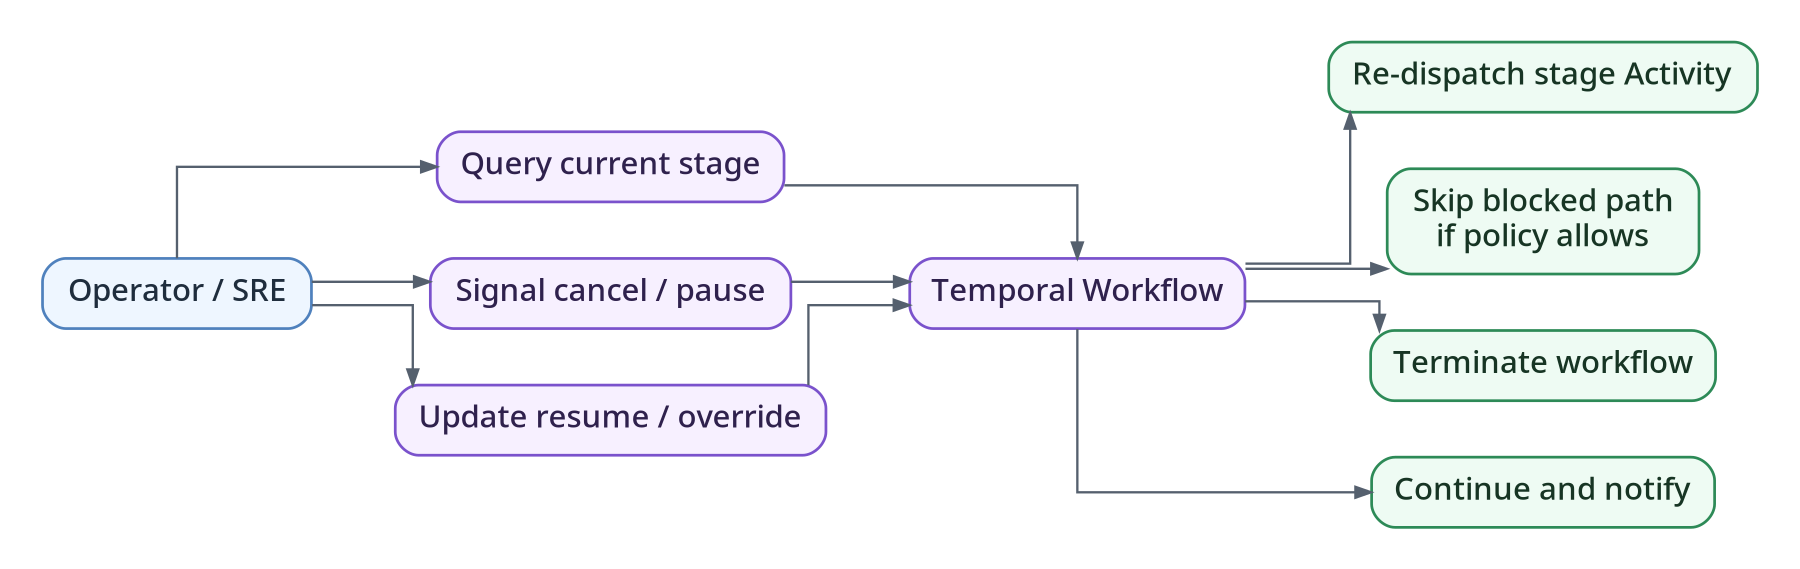 Operator / SRE
Query current stage
Signal cancel / pause
Update resume / override
Temporal Workflow
Re-dispatch stage Activity
Skip blocked path
if policy allows
Terminate workflow
Continue and notify